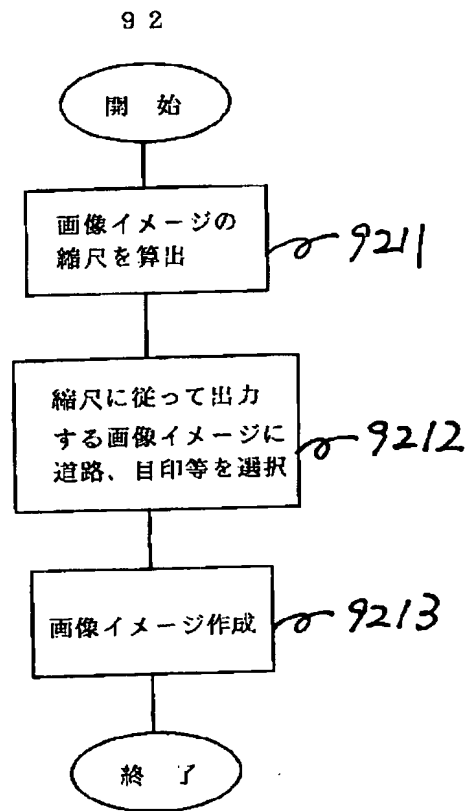 92
開始
画像イメージの
縮尺を算出
9211
縮尺に従って出力
する画像イメージに
道路、目印等を選択
9212
画像イメージ作成
9213
終了